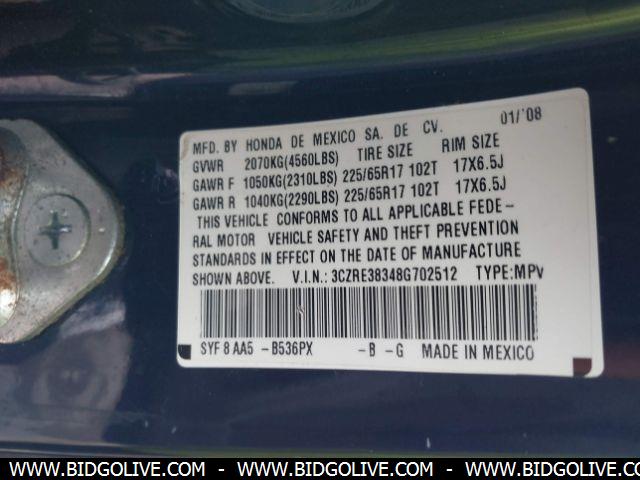 MFD. BY HONDA DE MEXICO SA. DE CV. 01/'08
GVWR 2070KG(4560LBS) TIRE SIZE RIM SIZE
GAWR F 1050KG(2310LBS) 225/65R17 102T 17X6.5J
GAWR R 1040KG(2290LBS) 225/65R17 102T 17X6.5J
THIS VEHICLE CONFORMS TO ALL APPLICABLE FEDE-
RAL MOTOR VEHICLE SAFETY AND THEFT PREVENTION
STANDARDS IN EFFECT ON THE DATE OF MANUFACTURE
SHOWN ABOVE. V.I.N.: 3CZRE38348G702512 TYPE:MPV
SYF 8 AA5 -B536PX -B -G MADE IN MEXICO
WWW.BIDGOLIVE.COM - WWW.BIDGOLIVE.COM - WWW.BIDGOLIVE.COM